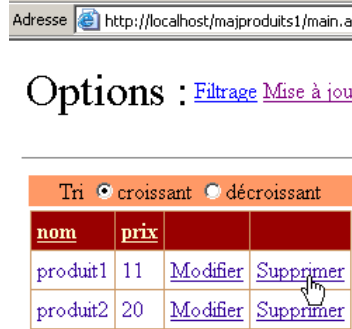 Adresse http://localhost/majproduits1/main.a
Options : Filtrage Mise à jou
Tri croissant décroissant
nom prix
produit1 11 Modifier Supprimer
produit2 20 Modifier Supprimer